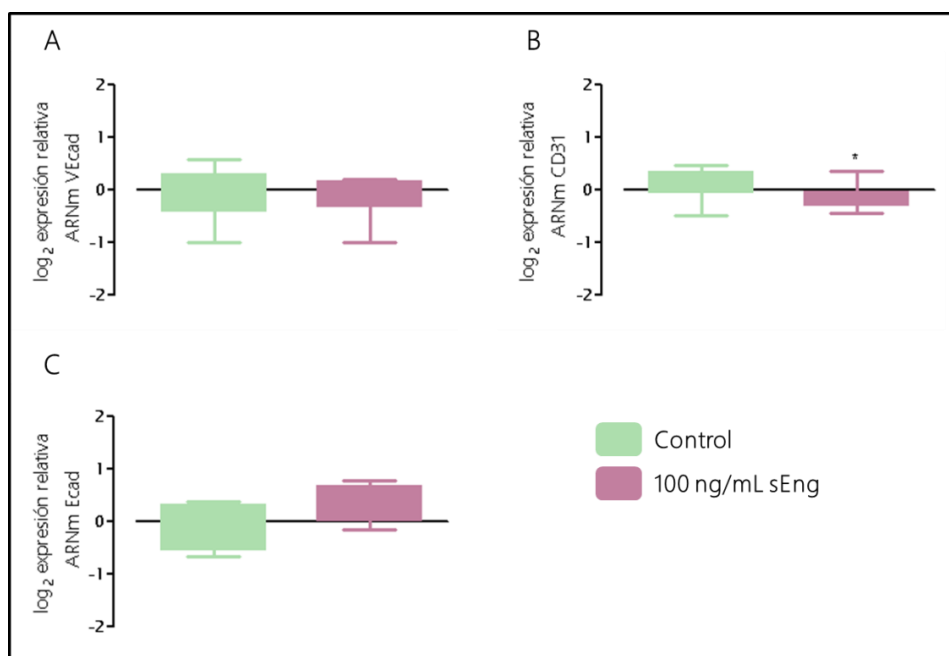 A
log₂ expresión relativa
ARNm VEcad
2
1
0
-1
-2
B
log₂ expresión relativa
ARNm CD31
2
1
0
-1
-2
*
C
log₂ expresión relativa
ARNm Ecad
2
1
0
-1
-2
Control
100 ng/mL sEng